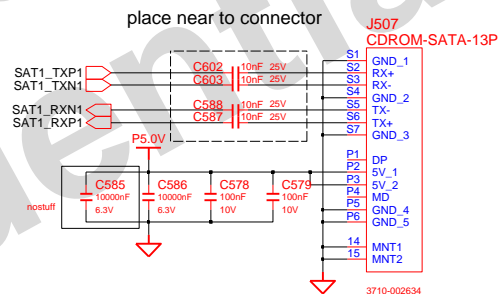 place near to connector
J507
CDROM-SATA-13P
SAT1_TXP1
SAT1_TXN1
SAT1_RXN1
SAT1_RXP1
C602 10nF 25V
C603 10nF 25V
C588 10nF 25V
C587 10nF 25V
S1 GND_1
S2 RX+
S3 RX-
S4 GND_2
S5 TX-
S6 TX+
S7 GND_3
P1 DP
P2 5V_1
P3 5V_2
P4 MD
P5 GND_4
P6 GND_5
14 MNT1
15 MNT2
P5.0V
nostuff
C585
10000nF
6.3V
C586
10000nF
6.3V
C578
100nF
10V
C579
100nF
10V
3710-002634